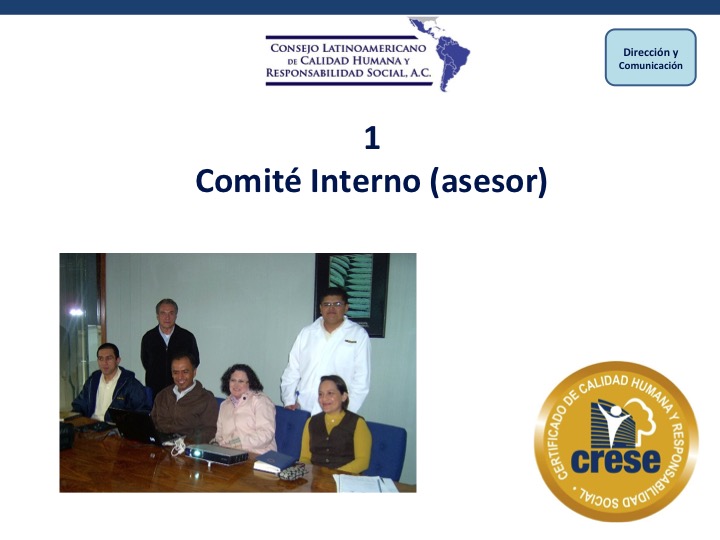 CONSEJO LATINOAMERICANO
DE CALIDAD HUMANA Y
RESPONSABILIDAD SOCIAL, A.C.
Dirección y
Comunicación
1
Comité Interno (asesor)
CERTIFICADO DE CALIDAD HUMANA Y RESPONSABILIDAD SOCIAL •
crese